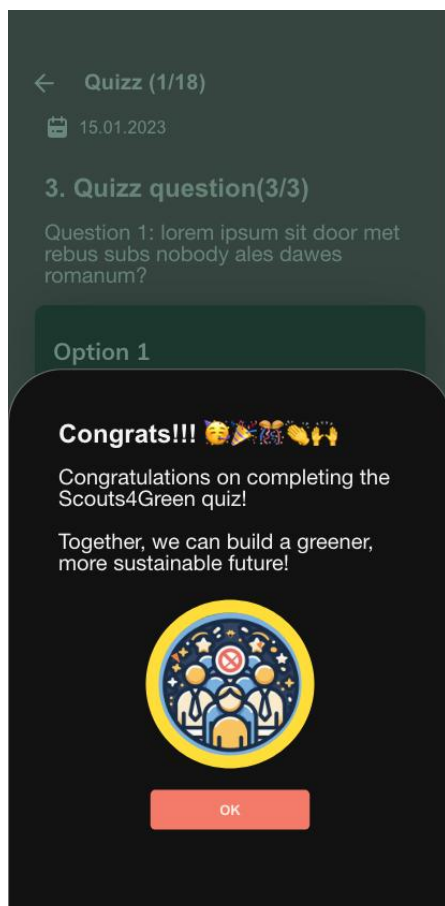 Quizz (1/18)
15.01.2023
3. Quizz question(3/3)
Question 1: lorem ipsum sit door met
rebus subs nobody ales dawes
romanum?
Option 1
Congrats!!! 🥳🎉🎊👏🙌
Congratulations on completing the
Scouts4Green quiz!
Together, we can build a greener,
more sustainable future!
OK